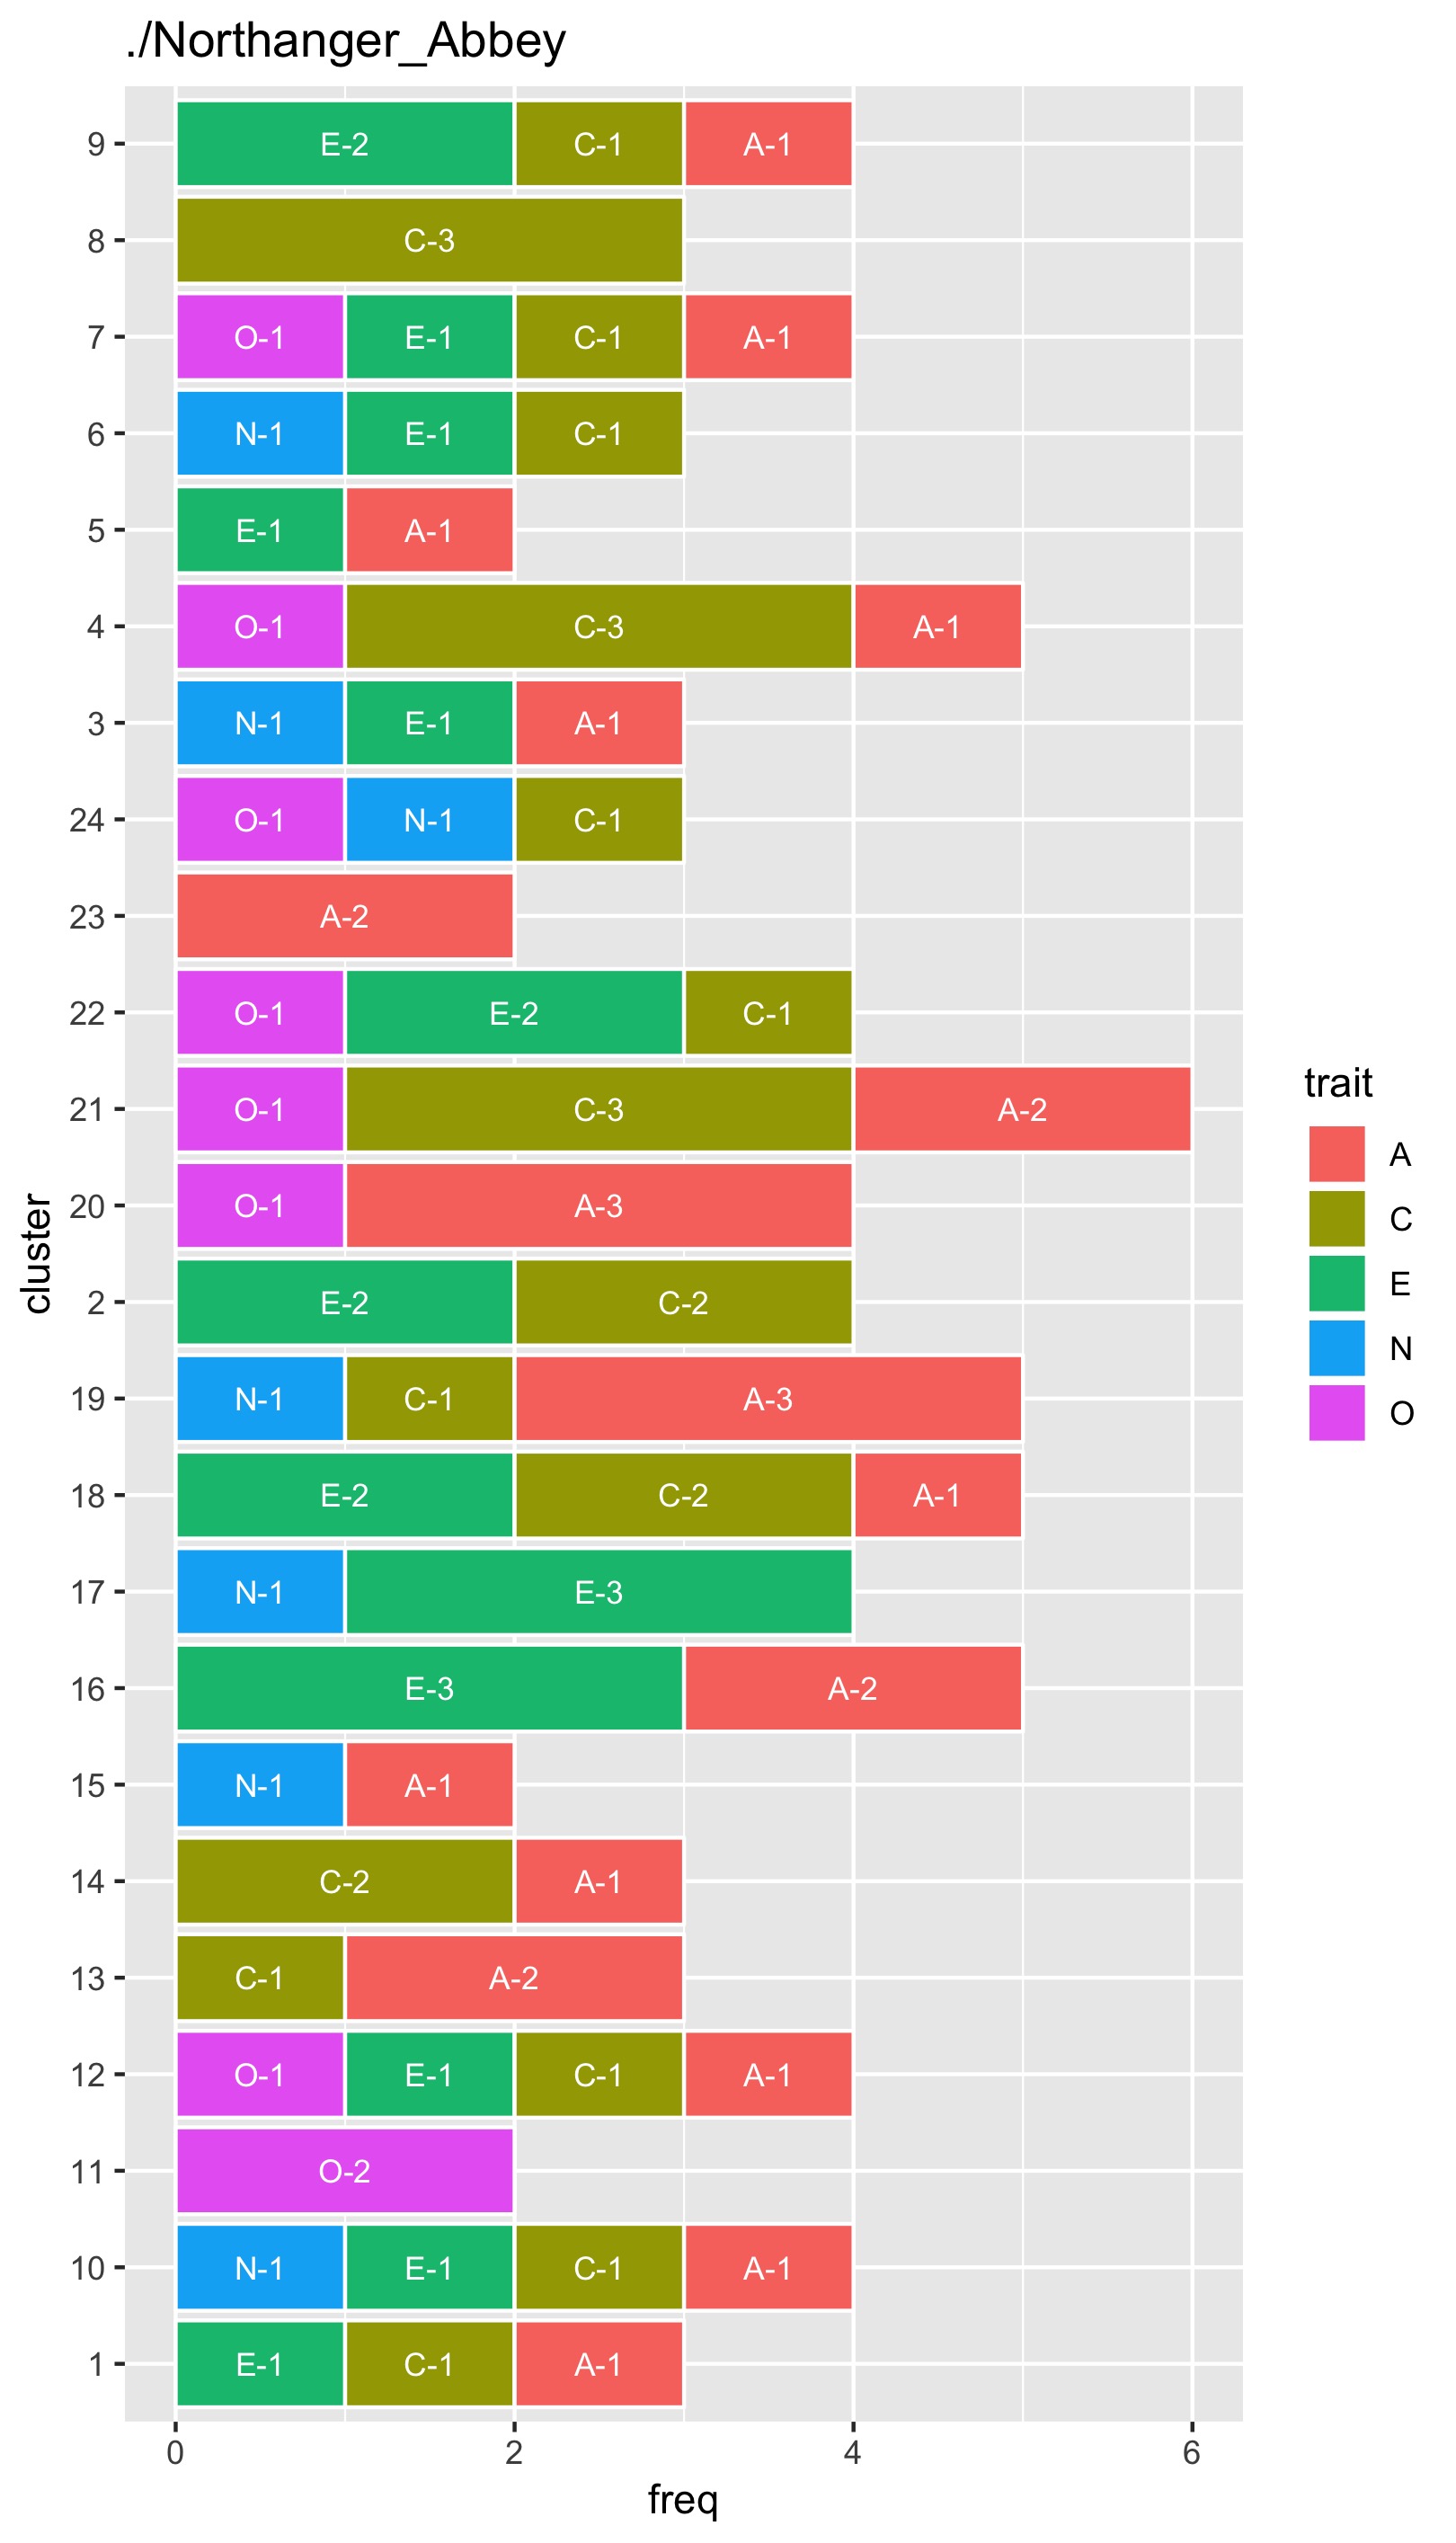 ./Northanger_Abbey
9 E-2 C-1 A-1
8 C-3
7 O-1 E-1 C-1 A-1
6 N-1 E-1 C-1
5 E-1 A-1
4 O-1 C-3 A-1
3 N-1 E-1 A-1
24 O-1 N-1 C-1
23 A-2
22 O-1 E-2 C-1
21 O-1 C-3 A-2
20 O-1 A-3
2 E-2 C-2
19 N-1 C-1 A-3
18 E-2 C-2 A-1
17 N-1 E-3
16 E-3 A-2
15 N-1 A-1
14 C-2 A-1
13 C-1 A-2
12 O-1 E-1 C-1 A-1
11 O-2
10 N-1 E-1 C-1 A-1
1 E-1 C-1 A-1
0 2 4 6
freq
cluster
trait
A
C
E
N
O